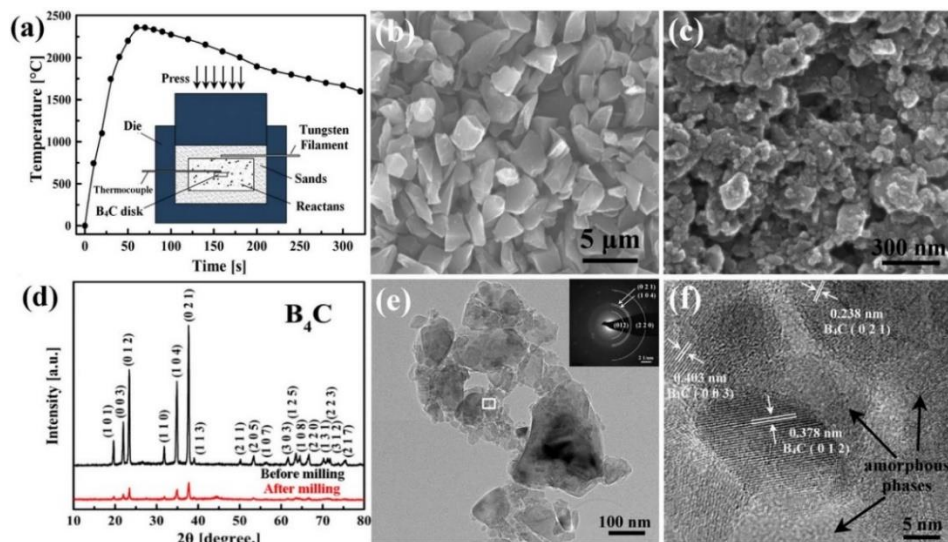 (a)
2500
2000
1500
1000
750
500
250
0
0 50 100 150 200 250 300
Temperature [°C]
Time [s]
Press
Die
Tungsten
Filament
Thermocouple
Sands
B₄C disk
Reactans
(b)
5 μm
(c)
300 nm
(d)
B₄C
Intensity [a.u.]
(1 0 1)
(0 0 3)
(0 1 2)
(1 1 0)
(1 0 4)
(0 2 1)
(1 1 3)
(2 1 1)
(2 0 5)
(1 0 7)
(3 0 3)
(1 2 5)
(1 0 8)
(2 2 0)
(1 3 1)
(2 2 3)
(3 1 2)
(2 1 7)
Before milling
After milling
10 20 30 40 50 60 70 80
2θ [degree.]
(e)
(0 2 1)
(1 0 4)
(012)
(2 2 0)
100 nm
(f)
0.238 nm
B₄C ( 0 2 1 )
0.403 nm
B₄C ( 0 0 3 )
0.378 nm
B₄C ( 0 1 2 )
amorphous
phases
5 nm